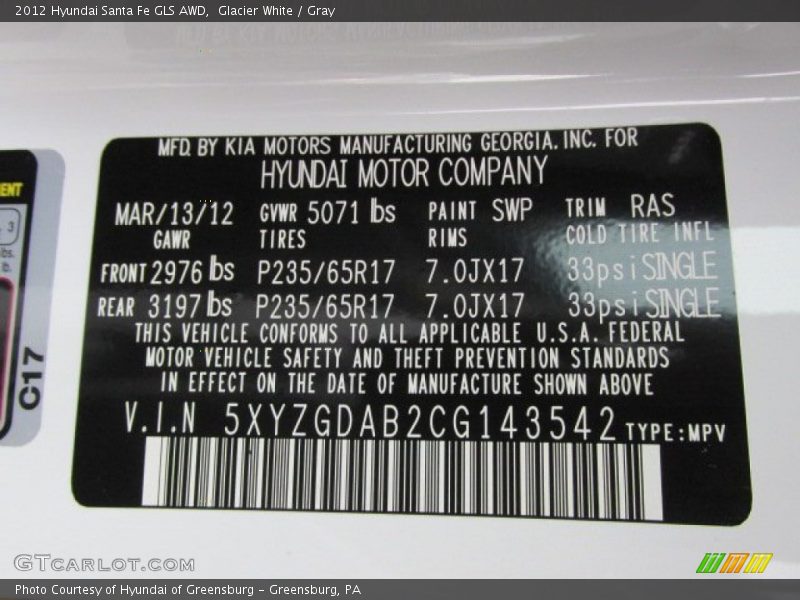 2012 Hyundai Santa Fe GLS AWD,  Glacier White / Gray
MFD. BY KIA MOTORS MANUFACTURING GEORGIA. INC. FOR
HYUNDAI MOTOR COMPANY
MAR/13/12 GVWR 5071 lbs PAINT SWP TRIM RAS
GAWR TIRES RIMS COLD TIRE INFL
FRONT 2976 lbs P235/65R17 7.0JX17 33psi SINGLE
REAR 3197 lbs P235/65R17 7.0JX17 33psi SINGLE
THIS VEHICLE CONFORMS TO ALL APPLICABLE U.S.A. FEDERAL
MOTOR VEHICLE SAFETY AND THEFT PREVENTION STANDARDS
IN EFFECT ON THE DATE OF MANUFACTURE SHOWN ABOVE
V.I.N 5XYZGDAB2CG143542 TYPE:MPV
C17
GTCARLOT.COM
Photo Courtesy of Hyundai of Greensburg - Greensburg, PA